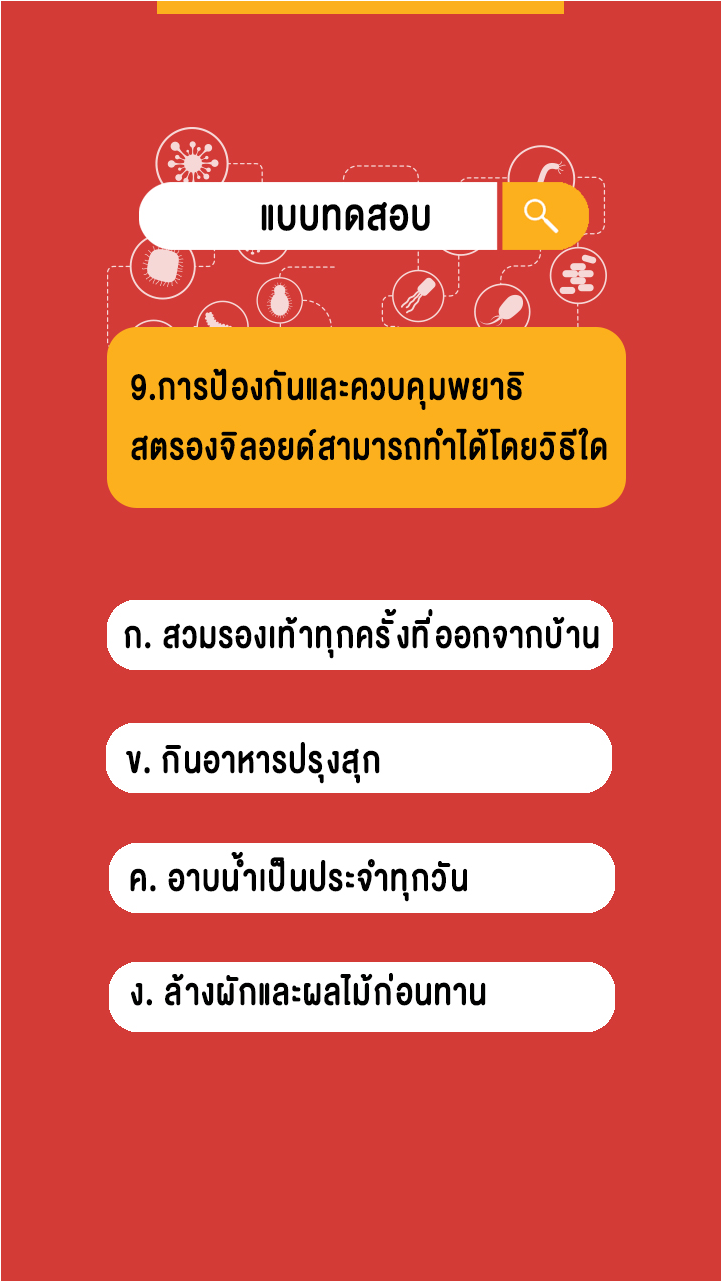 แบบทดสอบ
9.การป้องกันและควบคุมพยาธิ
สตรองจิลอยด์สามารถทำได้โดยวิธีใด
ก. สวมรองเท้าทุกครั้งที่ออกจากบ้าน
ข. กินอาหารปรุงสุก
ค. อาบน้ำเป็นประจำทุกวัน
ง. ล้างผักและผลไม้ก่อนทาน